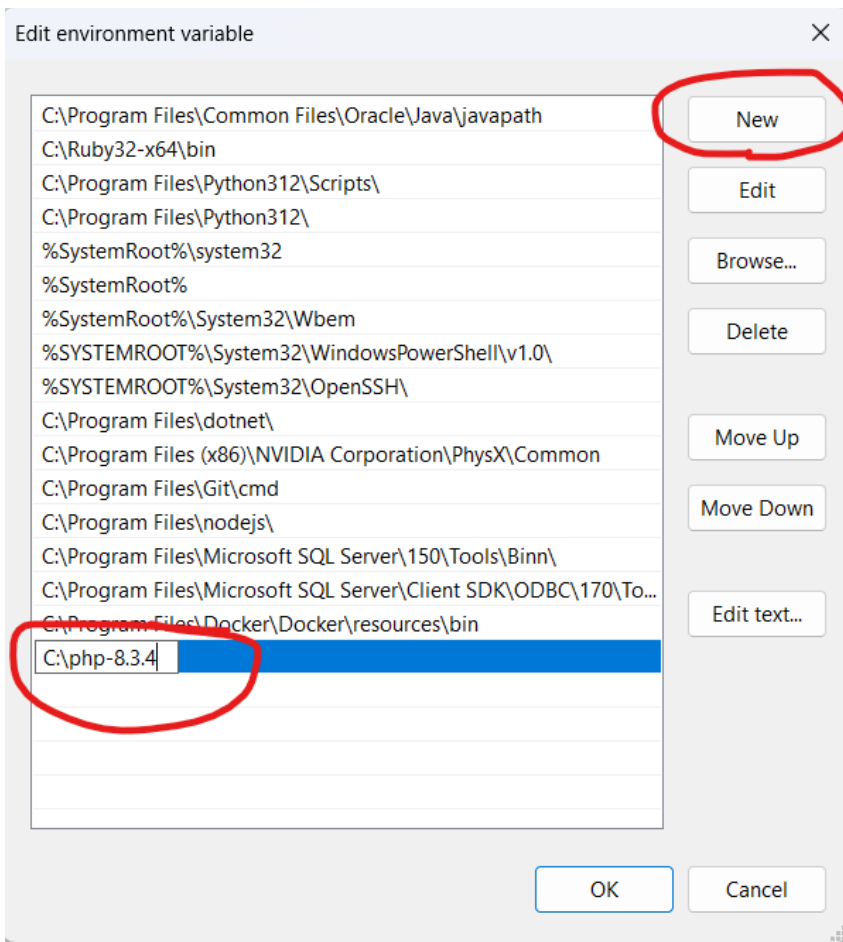 Edit environment variable
C:\Program Files\Common Files\Oracle\Java\javapath
C:\Ruby32-x64\bin
C:\Program Files\Python312\Scripts\
C:\Program Files\Python312\
%SystemRoot%\system32
%SystemRoot%
%SystemRoot%\System32\Wbem
%SYSTEMROOT%\System32\WindowsPowerShell\v1.0\
%SYSTEMROOT%\System32\OpenSSH\
C:\Program Files\dotnet\
C:\Program Files (x86)\NVIDIA Corporation\PhysX\Common
C:\Program Files\Git\cmd
C:\Program Files\nodejs\
C:\Program Files\Microsoft SQL Server\150\Tools\Binn\
C:\Program Files\Microsoft SQL Server\Client SDK\ODBC\170\To...
C:\Program Files\Docker\Docker\resources\bin
C:\php-8.3.4
New
Edit
Browse...
Delete
Move Up
Move Down
Edit text...
OK
Cancel